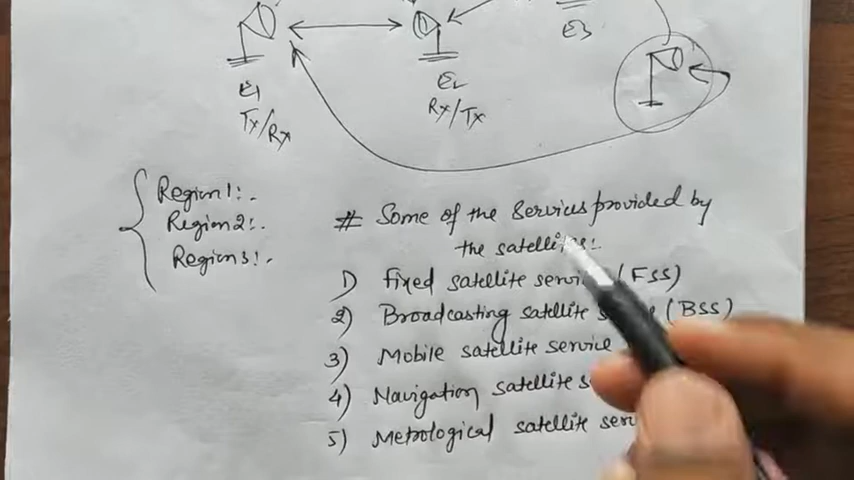 E1
Tx/Rx
E2
Rx/Tx
E3
Region1:-
Region2:-
Region3:-
# Some of the Services provided by
the satellites:-
1) fixed satellite (FSS)
2) Broadcasting satellite (BSS)
3) Mobile satellite service
4) Navigation satellite
5) Metrological satellite